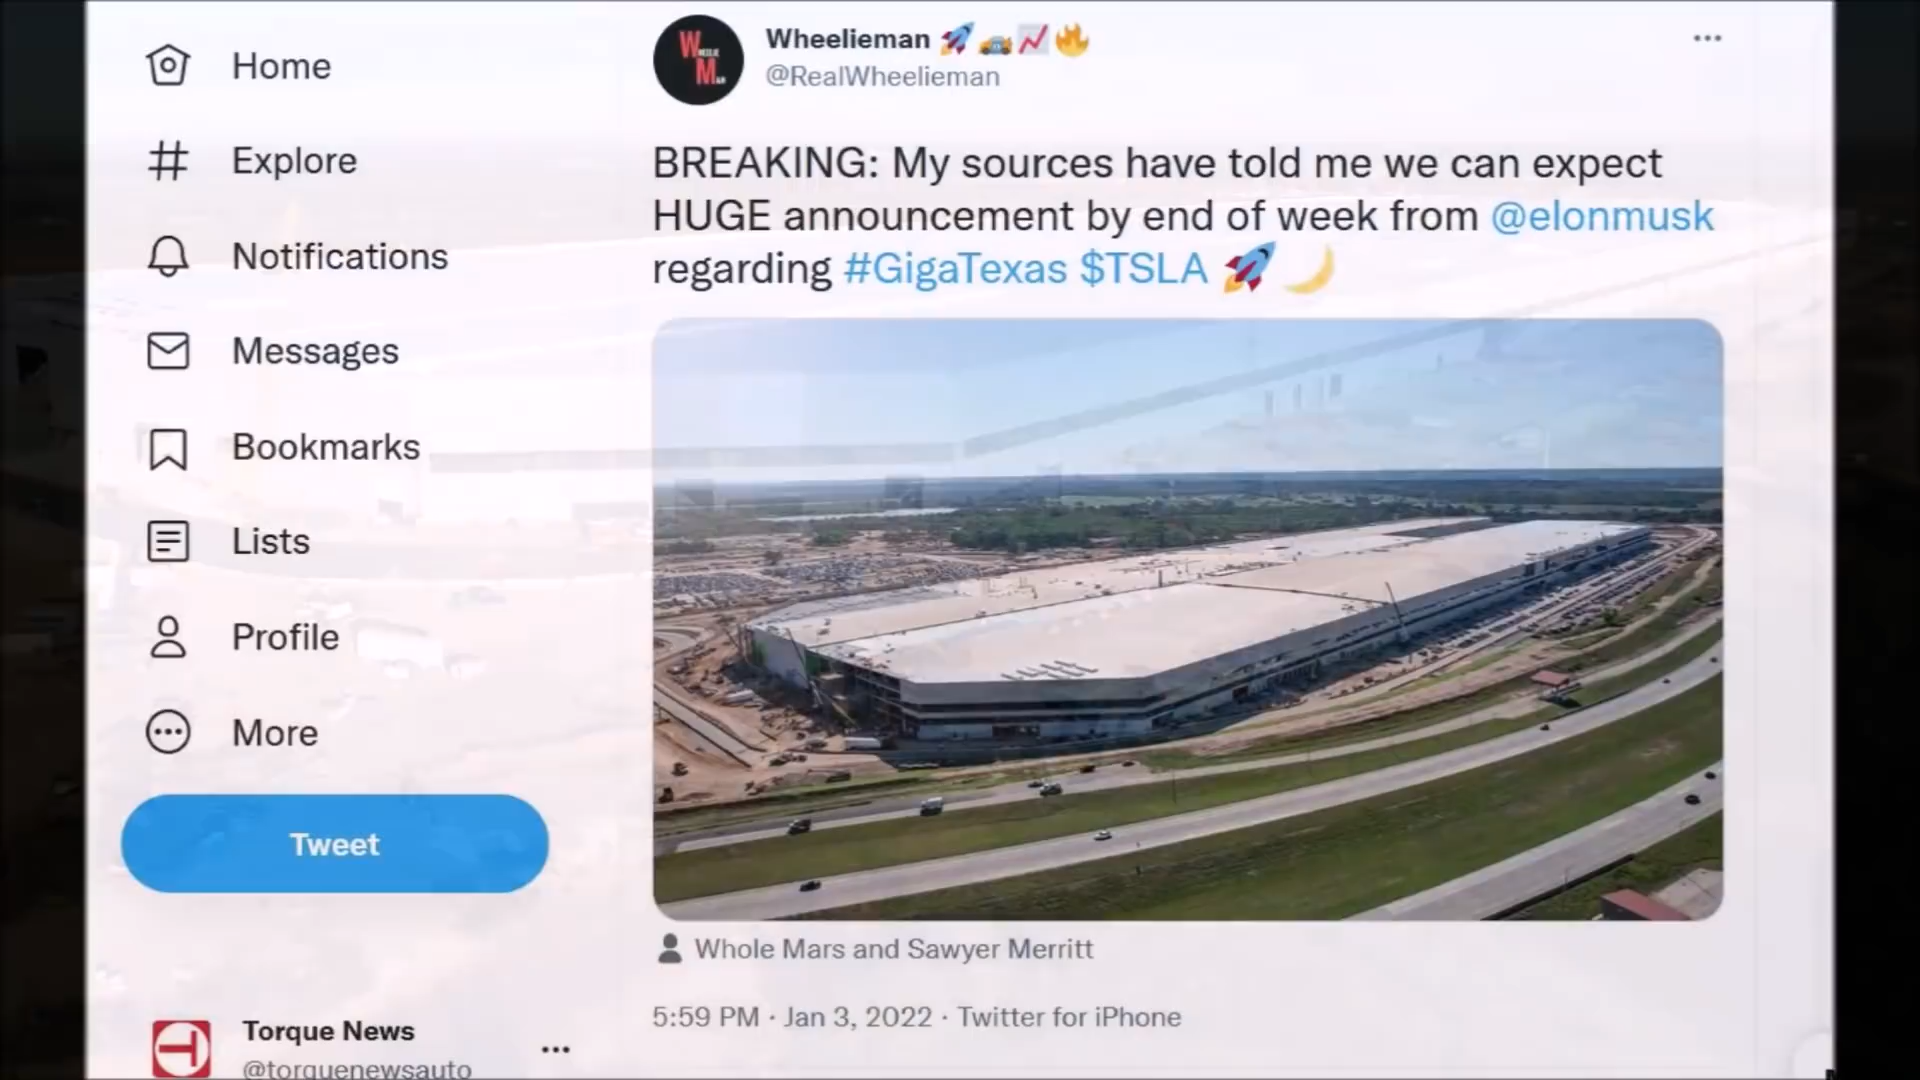 Home
Explore
Notifications
Messages
Bookmarks
Lists
Profile
More
Tweet
Torque News
@torquenewsauto
WHEELIE
MAN
Wheelieman 🚀🚕📈🔥
@RealWheelieman
BREAKING: My sources have told me we can expect
HUGE announcement by end of week from @elonmusk
regarding #GigaTexas $TSLA 🚀🌙
Whole Mars and Sawyer Merritt
5:59 PM · Jan 3, 2022 · Twitter for iPhone